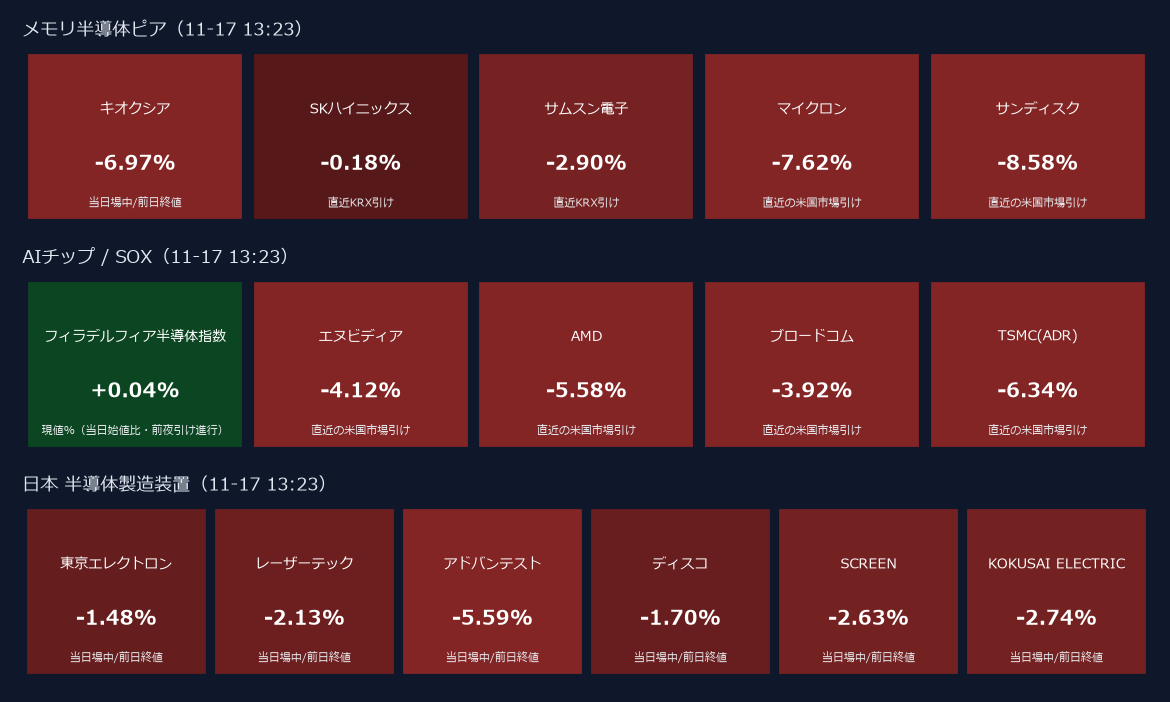 メモリ半導体ピア（11-17 13:23）
キオクシア
-6.97%
当日場中/前日終値
SKハイニックス
-0.18%
直近KRX引け
サムスン電子
-2.90%
直近KRX引け
マイクロン
-7.62%
直近の米国市場引け
サンディスク
-8.58%
直近の米国市場引け
AIチップ / SOX（11-17 13:23）
フィラデルフィア半導体指数
+0.04%
現値%（当日始値比・前夜引け進行）
エヌビディア
-4.12%
直近の米国市場引け
AMD
-5.58%
直近の米国市場引け
ブロードコム
-3.92%
直近の米国市場引け
TSMC(ADR)
-6.34%
直近の米国市場引け
日本 半導体製造装置（11-17 13:23）
東京エレクトロン
-1.48%
当日場中/前日終値
レーザーテック
-2.13%
当日場中/前日終値
アドバンテスト
-5.59%
当日場中/前日終値
ディスコ
-1.70%
当日場中/前日終値
SCREEN
-2.63%
当日場中/前日終値
KOKUSAI ELECTRIC
-2.74%
当日場中/前日終値